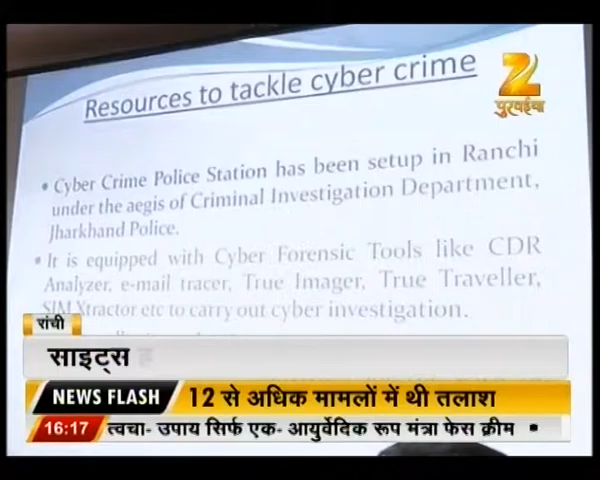 Resources to tackle cyber crime
Z
पुरवईया
• Cyber Crime Police Station has been setup in Ranchi
under the aegis of Criminal Investigation Department,
Jharkhand Police.
• It is equipped with Cyber Forensic Tools like CDR
Analyzer, e-mail tracer, True Imager, True Traveller,
SIM Xtractor etc to carry out cyber investigation.
रांची
साइट्स
NEWS FLASH 12 से अधिक मामलों में थी तलाश
16:17 त्वचा- उपाय सिर्फ एक- आयुर्वेदिक रूप मंत्रा फेस क्रीम •